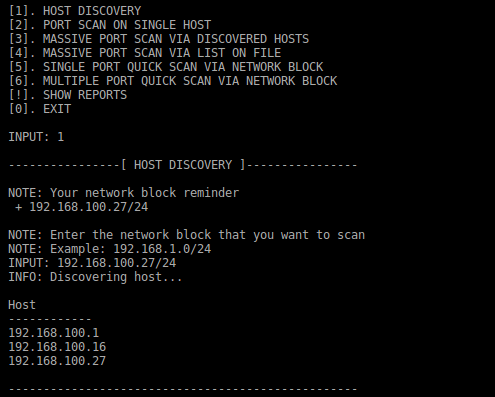 [1]. HOST DISCOVERY
[2]. PORT SCAN ON SINGLE HOST
[3]. MASSIVE PORT SCAN VIA DISCOVERED HOSTS
[4]. MASSIVE PORT SCAN VIA LIST ON FILE
[5]. SINGLE PORT QUICK SCAN VIA NETWORK BLOCK
[6]. MULTIPLE PORT QUICK SCAN VIA NETWORK BLOCK
[!]. SHOW REPORTS
[0]. EXIT
INPUT: 1
----------------[ HOST DISCOVERY ]----------------
NOTE: Your network block reminder
+ 192.168.100.27/24
NOTE: Enter the network block that you want to scan
NOTE: Example: 192.168.1.0/24
INPUT: 192.168.100.27/24
INFO: Discovering host...
Host
------------
192.168.100.1
192.168.100.16
192.168.100.27
--------------------------------------------------